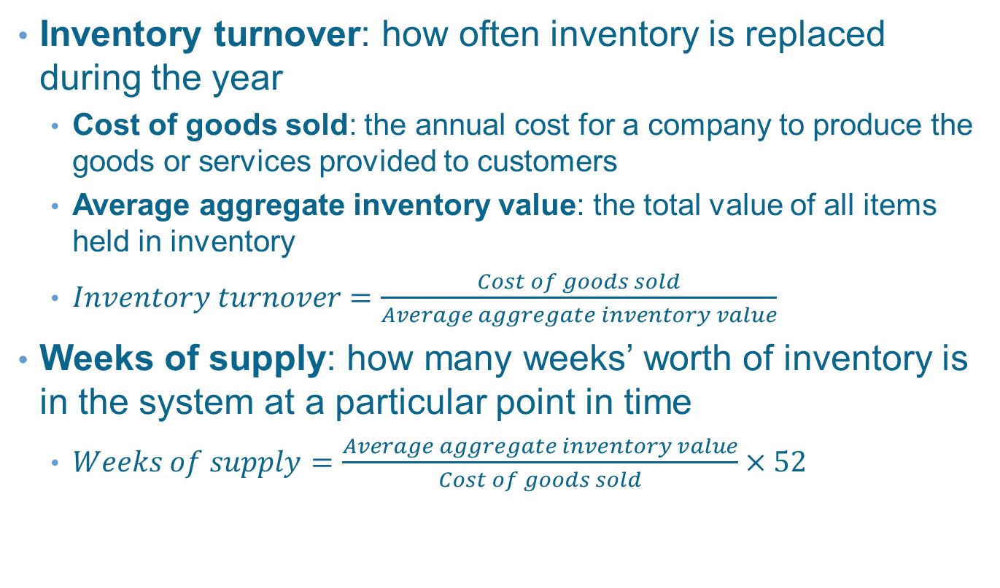 • Inventory turnover: how often inventory is replaced
during the year
• Cost of goods sold: the annual cost for a company to produce the
goods or services provided to customers
• Average aggregate inventory value: the total value of all items
held in inventory
• Inventory turnover = Cost of goods sold / Average aggregate inventory value
• Weeks of supply: how many weeks’ worth of inventory is
in the system at a particular point in time
• Weeks of supply = Average aggregate inventory value / Cost of goods sold × 52